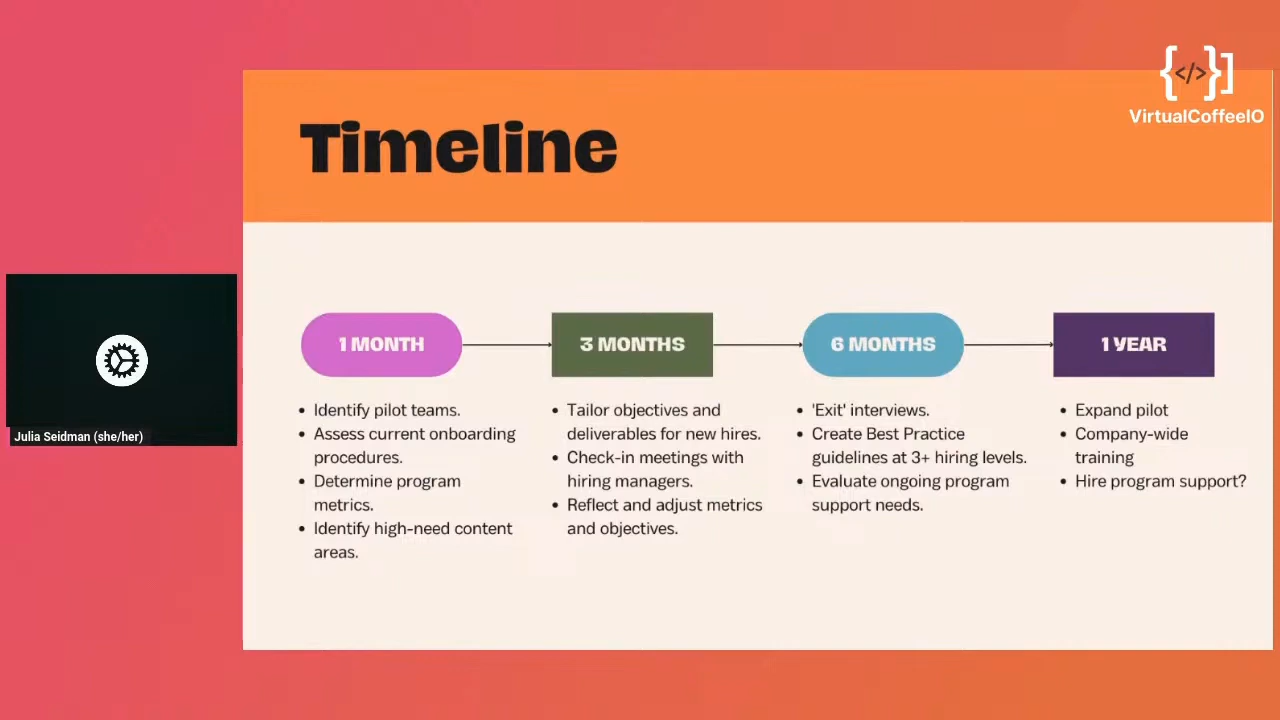 {</>}]
VirtualCoffeeIO
Timeline
1 MONTH
3 MONTHS
6 MONTHS
1 YEAR
• Identify pilot teams.
• Assess current onboarding
procedures.
• Determine program
metrics.
• Identify high-need content
areas.
• Tailor objectives and
deliverables for new hires.
• Check-in meetings with
hiring managers.
• Reflect and adjust metrics
and objectives.
• 'Exit' interviews.
• Create Best Practice
guidelines at 3+ hiring levels.
• Evaluate ongoing program
support needs.
• Expand pilot
• Company-wide
training
• Hire program support?
Julia Seidman (she/her)